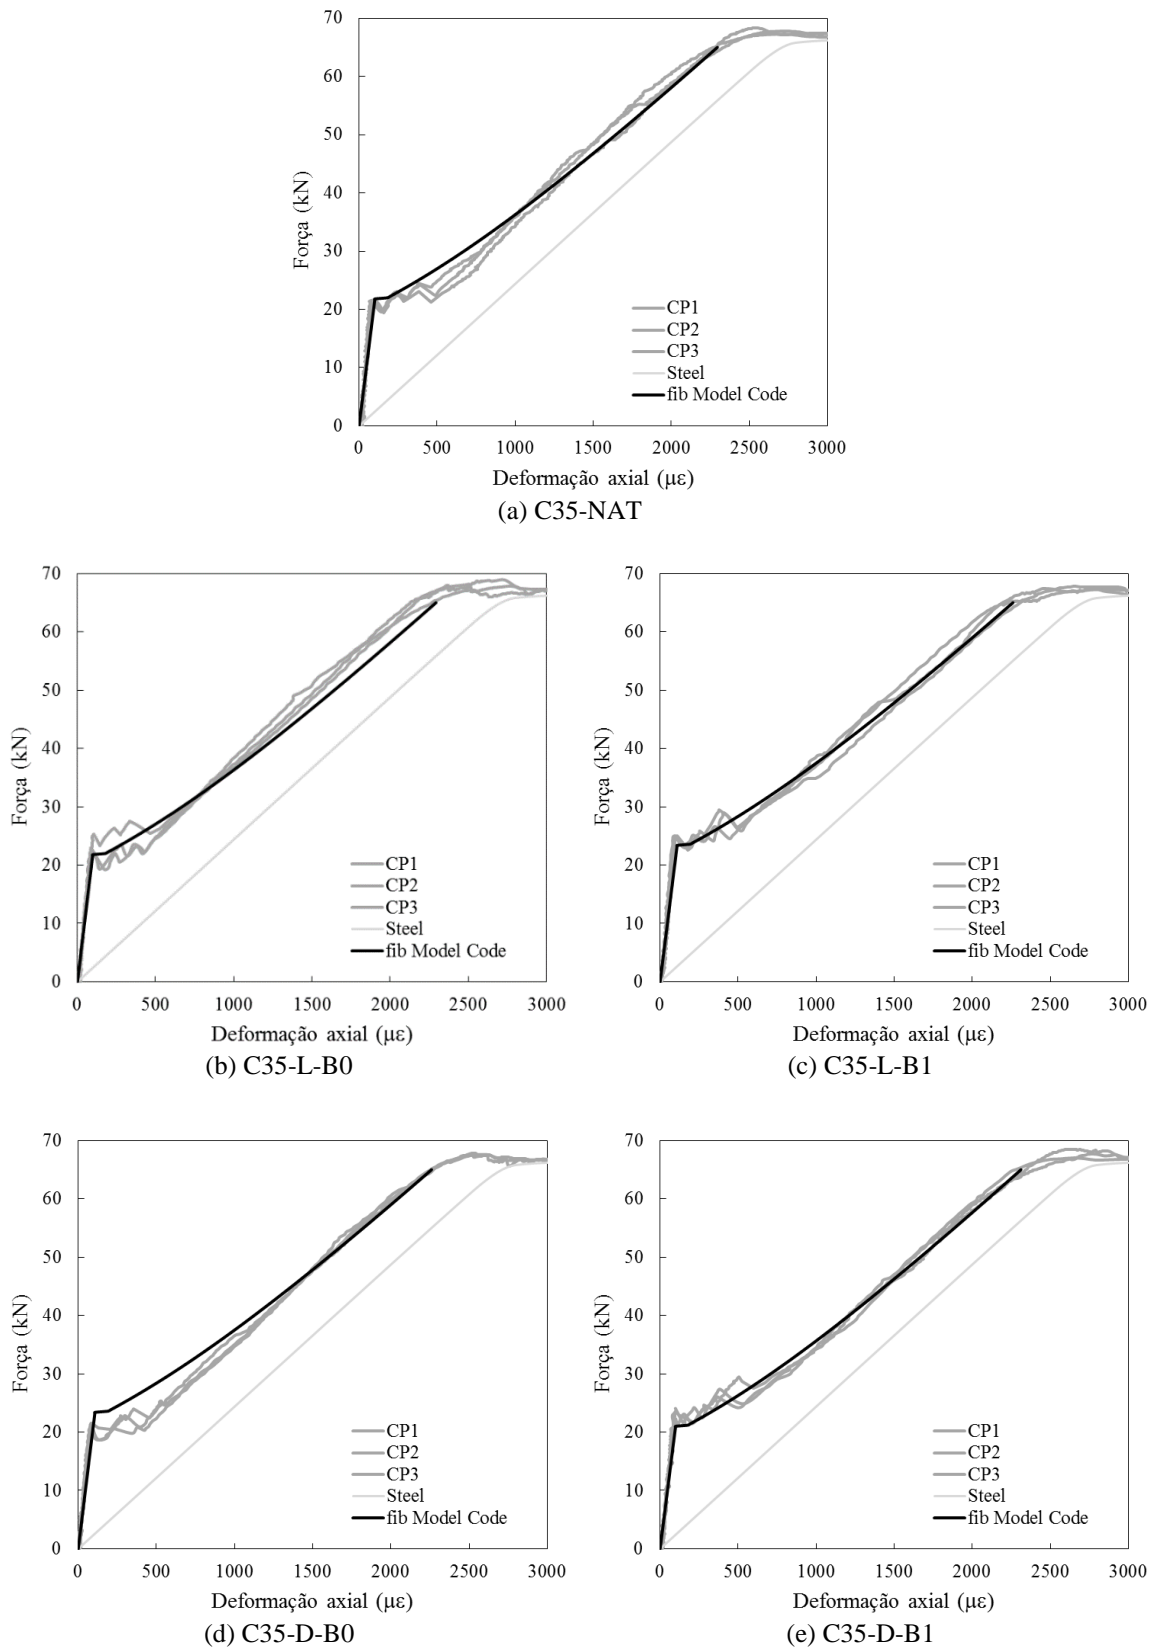 70
60
50
40
30
20
10
0
Força (kN)
CP1
CP2
CP3
Steel
fib Model Code
0 500 1000 1500 2000 2500 3000
Deformação axial (με)
(a) C35-NAT
70
60
50
40
30
20
10
0
Força (kN)
CP1
CP2
CP3
Steel
fib Model Code
0 500 1000 1500 2000 2500 3000
Deformação axial (με)
(b) C35-L-B0
70
60
50
40
30
20
10
0
Força (kN)
CP1
CP2
CP3
Steel
fib Model Code
0 500 1000 1500 2000 2500 3000
Deformação axial (με)
(c) C35-L-B1
70
60
50
40
30
20
10
0
Força (kN)
CP1
CP2
CP3
Steel
fib Model Code
0 500 1000 1500 2000 2500 3000
Deformação axial (με)
(d) C35-D-B0
70
60
50
40
30
20
10
0
Força (kN)
CP1
CP2
CP3
Steel
fib Model Code
0 500 1000 1500 2000 2500 3000
Deformação axial (με)
(e) C35-D-B1